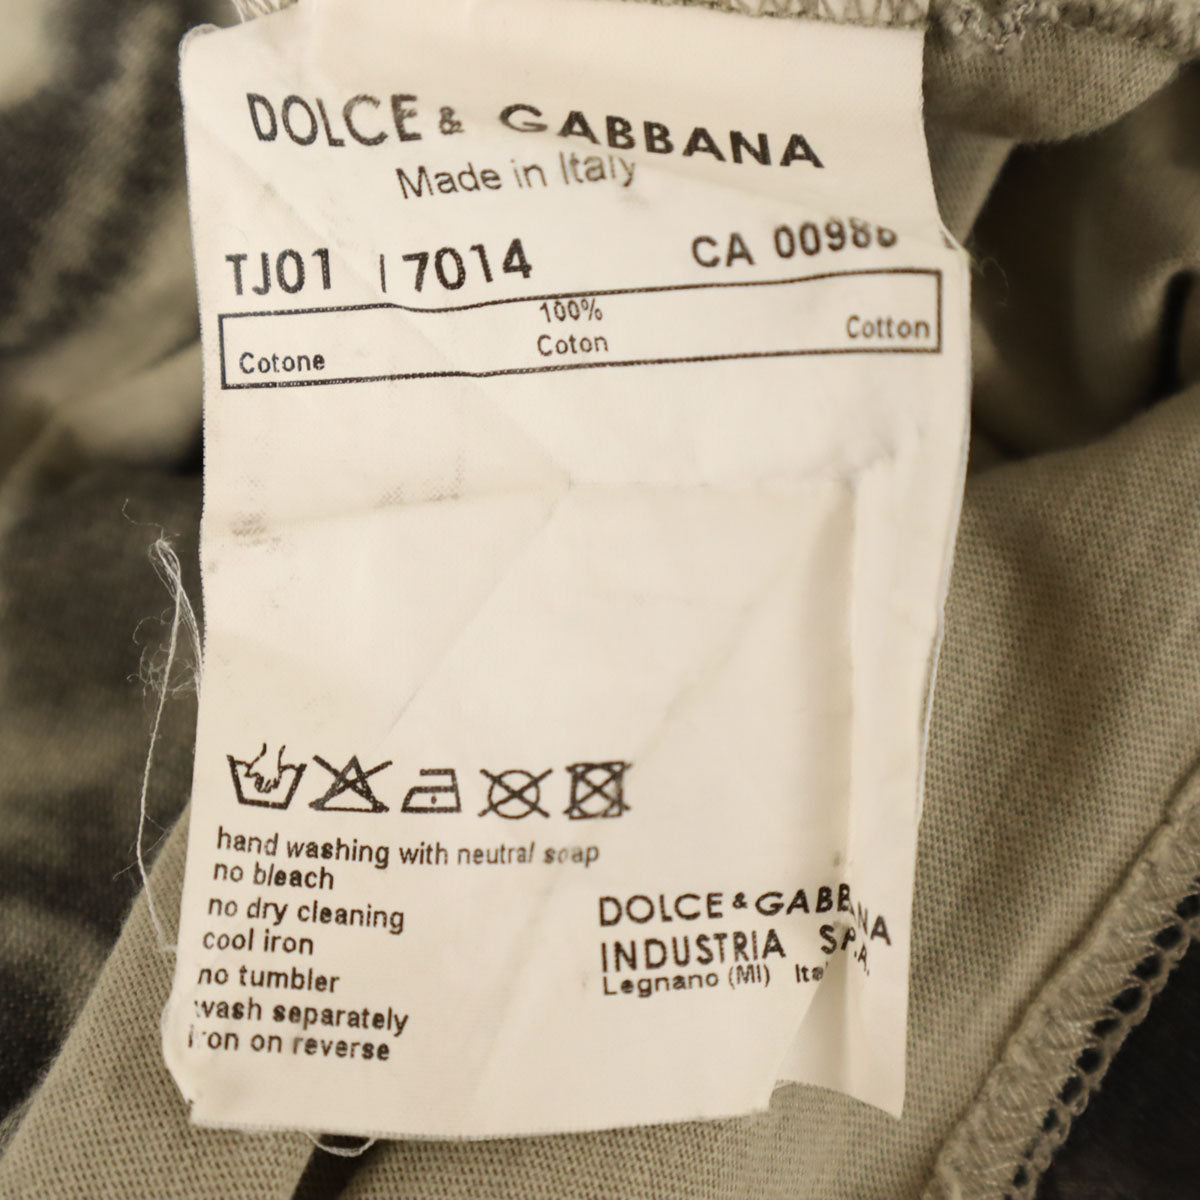 DOLCE & GABBANA
Made in Italy
TJ01 17014 CA 00986
100%
Cotone Coton Cotton
hand washing with neutral soap
no bleach
no dry cleaning
cool iron
no tumbler
wash separately
iron on reverse
DOLCE & GABBANA
INDUSTRIA S.P.A.
Legnano (MI)